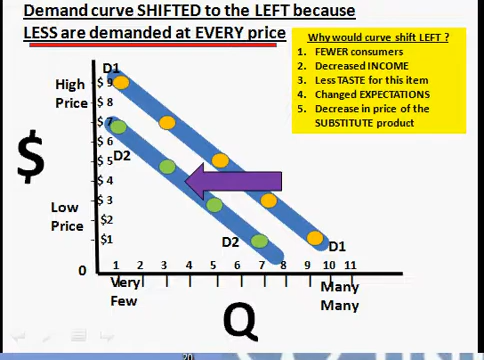 Demand curve SHIFTED to the LEFT because
LESS are demanded at EVERY price
Why would curve shift LEFT ?
1. FEWER consumers
2. Decreased INCOME
3. Less TASTE for this item
4. Changed EXPECTATIONS
5. Decrease in price of the
SUBSTITUTE product
D1
High
Price
$ 9
$ 8
$ 7
$ 6
$ 5
$ 4
$ 3
$2
$1
$
D2
Low
Price
D2
D1
0
1 2 3 4 5 6 7 8 9 10 11
Very
Few
Many
Many
Q
20